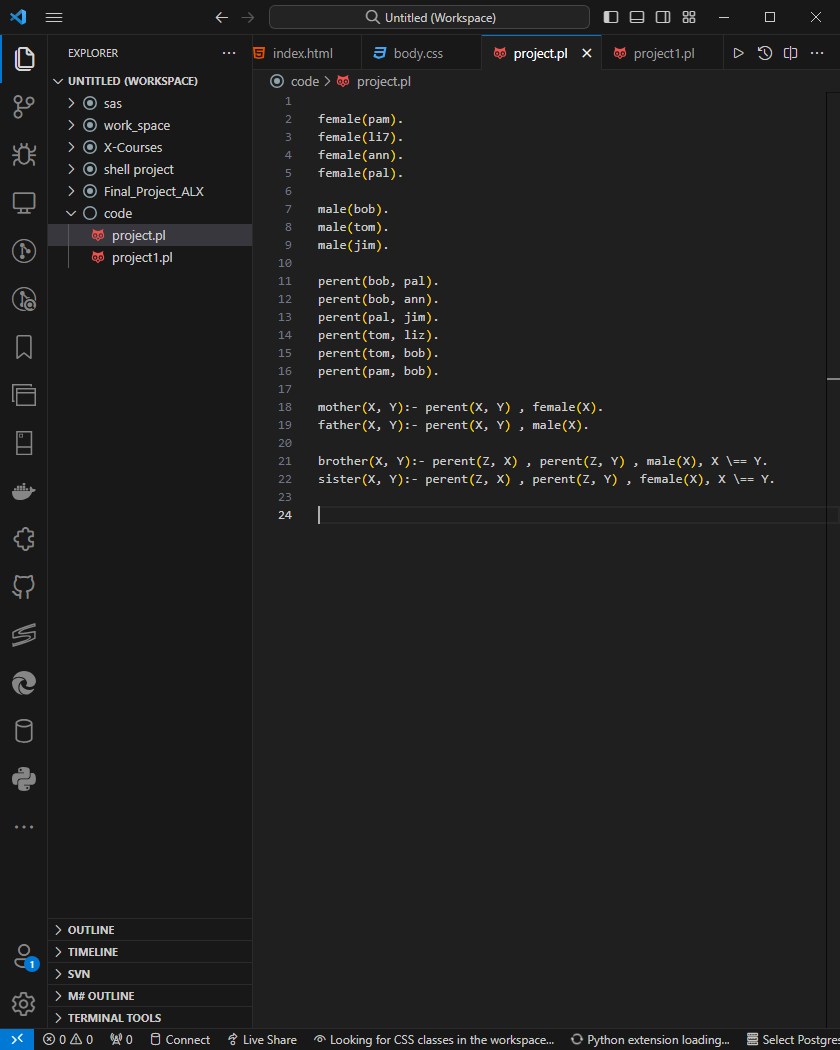 Untitled (Workspace)
EXPLORER
index.html
body.css
project.pl
project1.pl
UNTITLED (WORKSPACE)
sas
work_space
X-Courses
shell project
Final_Project_ALX
code
project.pl
project1.pl
code > project.pl
1
2 female(pam).
3 female(li7).
4 female(ann).
5 female(pal).
6
7 male(bob).
8 male(tom).
9 male(jim).
10
11 perent(bob, pal).
12 perent(bob, ann).
13 perent(pal, jim).
14 perent(tom, liz).
15 perent(tom, bob).
16 perent(pam, bob).
17
18 mother(X, Y):- perent(X, Y) , female(X).
19 father(X, Y):- perent(X, Y) , male(X).
20
21 brother(X, Y):- perent(Z, X) , perent(Z, Y) , male(X), X \== Y.
22 sister(X, Y):- perent(Z, X) , perent(Z, Y) , female(X), X \== Y.
23
24
OUTLINE
TIMELINE
SVN
M# OUTLINE
TERMINAL TOOLS
1
0 0 0 Connect Live Share Looking for CSS classes in the workspace... Python extension loading... Select Postgre